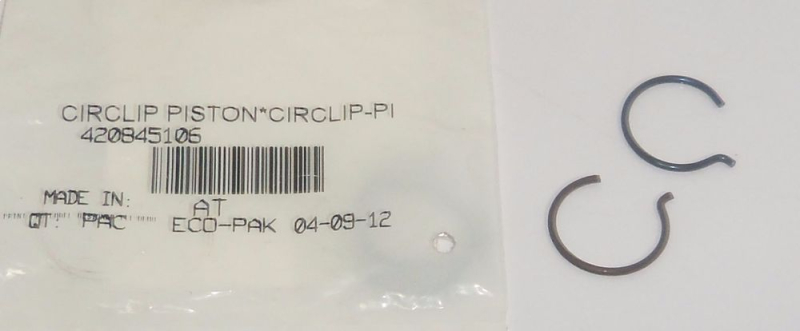 CIRCLIP PISTON*CIRCLIP-PI
420845106
MADE IN: AT
QT: PAC ECO-PAK 04-09-12